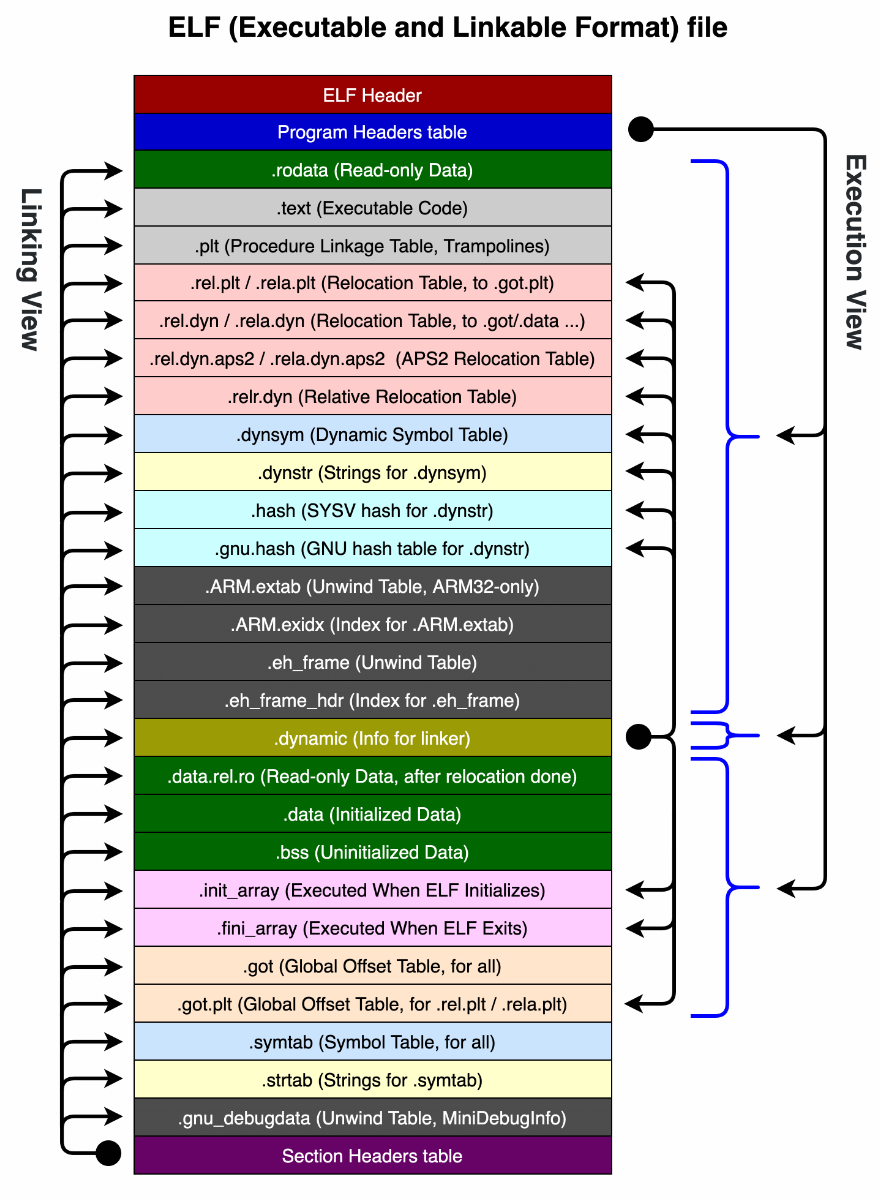 ELF (Executable and Linkable Format) file
ELF Header
Program Headers table
.rodata (Read-only Data)
.text (Executable Code)
.plt (Procedure Linkage Table, Trampolines)
.rel.plt / .rela.plt (Relocation Table, to .got.plt)
.rel.dyn / .rela.dyn (Relocation Table, to .got/.data ...)
.rel.dyn.aps2 / .rela.dyn.aps2  (APS2 Relocation Table)
.relr.dyn (Relative Relocation Table)
.dynsym (Dynamic Symbol Table)
.dynstr (Strings for .dynsym)
.hash (SYSV hash for .dynstr)
.gnu.hash (GNU hash table for .dynstr)
.ARM.extab (Unwind Table, ARM32-only)
.ARM.exidx (Index for .ARM.extab)
.eh_frame (Unwind Table)
.eh_frame_hdr (Index for .eh_frame)
.dynamic (Info for linker)
.data.rel.ro (Read-only Data, after relocation done)
.data (Initialized Data)
.bss (Uninitialized Data)
.init_array (Executed When ELF Initializes)
.fini_array (Executed When ELF Exits)
.got (Global Offset Table, for all)
.got.plt (Global Offset Table, for .rel.plt / .rela.plt)
.symtab (Symbol Table, for all)
.strtab (Strings for .symtab)
.gnu_debugdata (Unwind Table, MiniDebugInfo)
Section Headers table
Linking View
Execution View